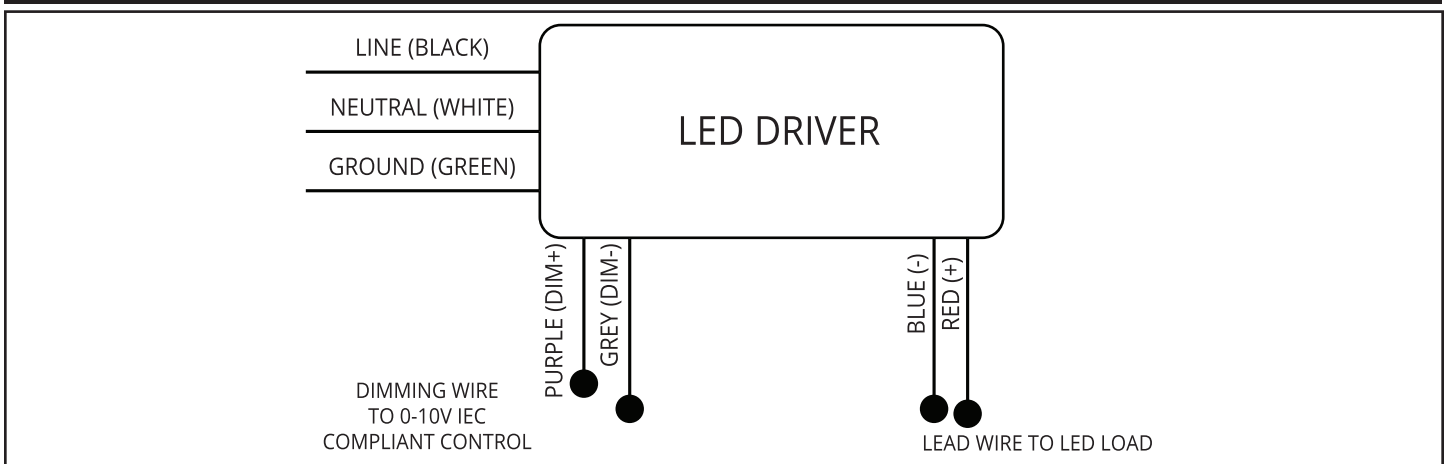 LINE (BLACK)
NEUTRAL (WHITE)
GROUND (GREEN)
LED DRIVER
PURPLE (DIM+)
GREY (DIM-)
BLUE (-)
RED (+)
DIMMING WIRE
TO 0-10V IEC
COMPLIANT CONTROL
LEAD WIRE TO LED LOAD